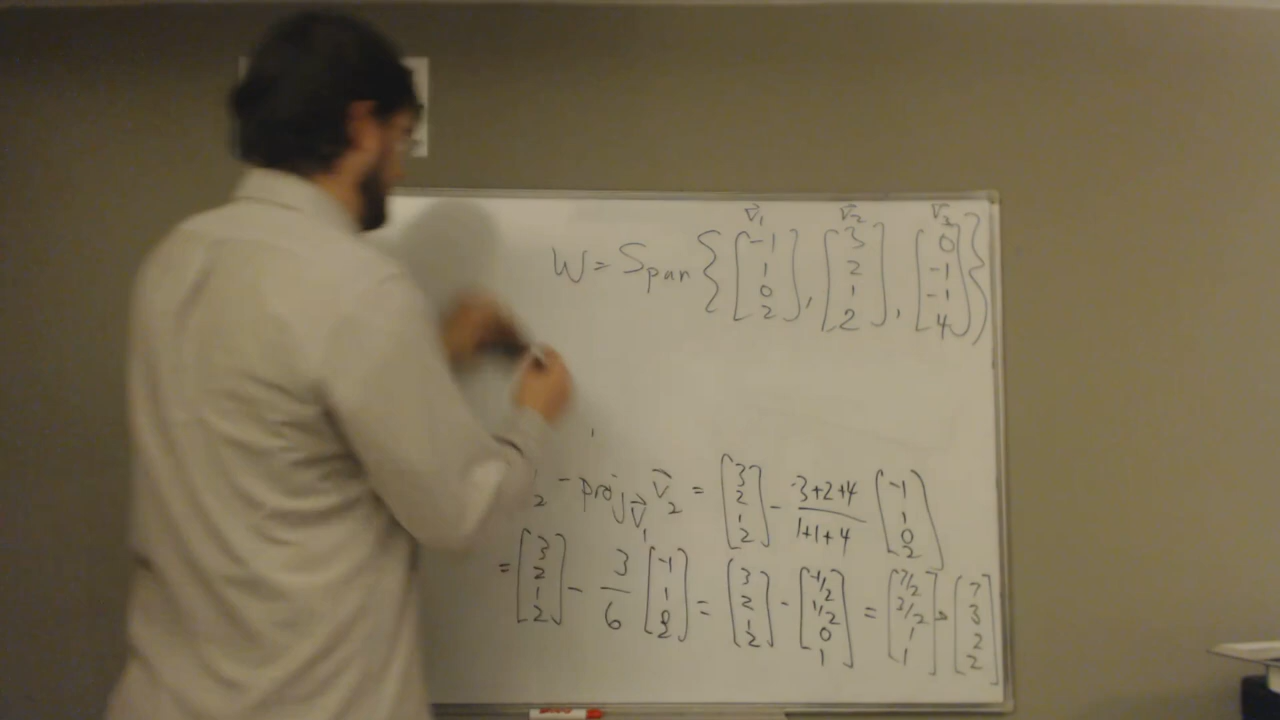 v⃗₁ v⃗₂ v⃗₃
W = Span { [-1 1 0 2], [3 2 1 2], [0 -1 -1 4] }
₂ - proj_v⃗₁ v⃗₂ = [3 2 1 2] - (-3+2+4)/(1+1+4) [-1 1 0 2]
= [3 2 1 2] - 3/6 [-1 1 0 2] = [3 2 1 2] - [-1/2 1/2 0 1] = [7/2 3/2 1 1] → [7 3 2 2]